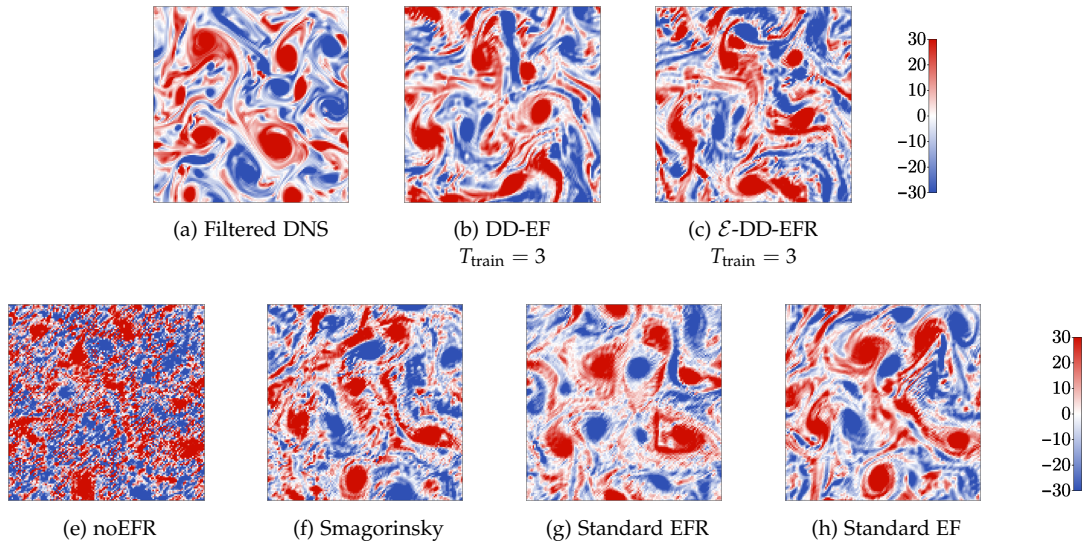 30
20
10
0
−10
−20
−30
(a) Filtered DNS
(b) DD-EF
T_train = 3
(c) ℰ-DD-EFR
T_train = 3
30
20
10
0
−10
−20
−30
(e) noEFR
(f) Smagorinsky
(g) Standard EFR
(h) Standard EF